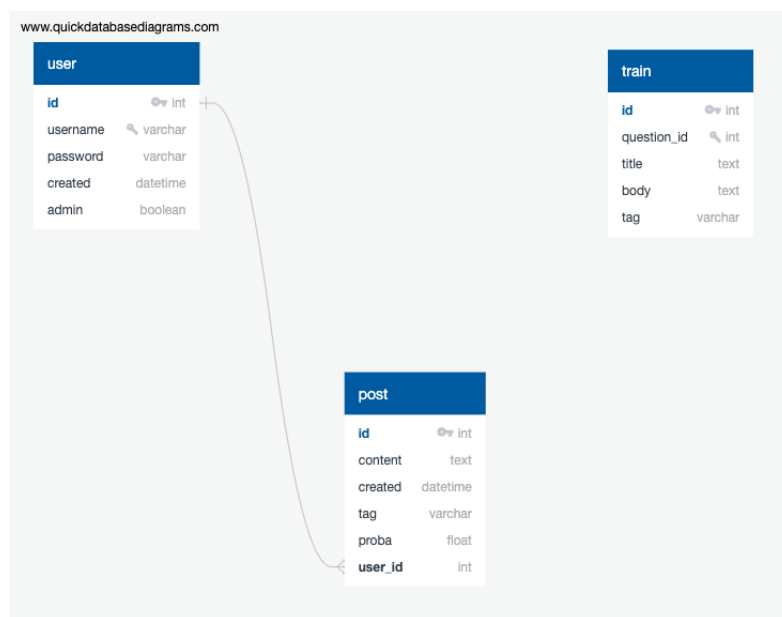 www.quickdatabasediagrams.com
user
id int
username varchar
password varchar
created datetime
admin boolean
train
id int
question_id int
title text
body text
tag varchar
post
id int
content text
created datetime
tag varchar
proba float
user_id int